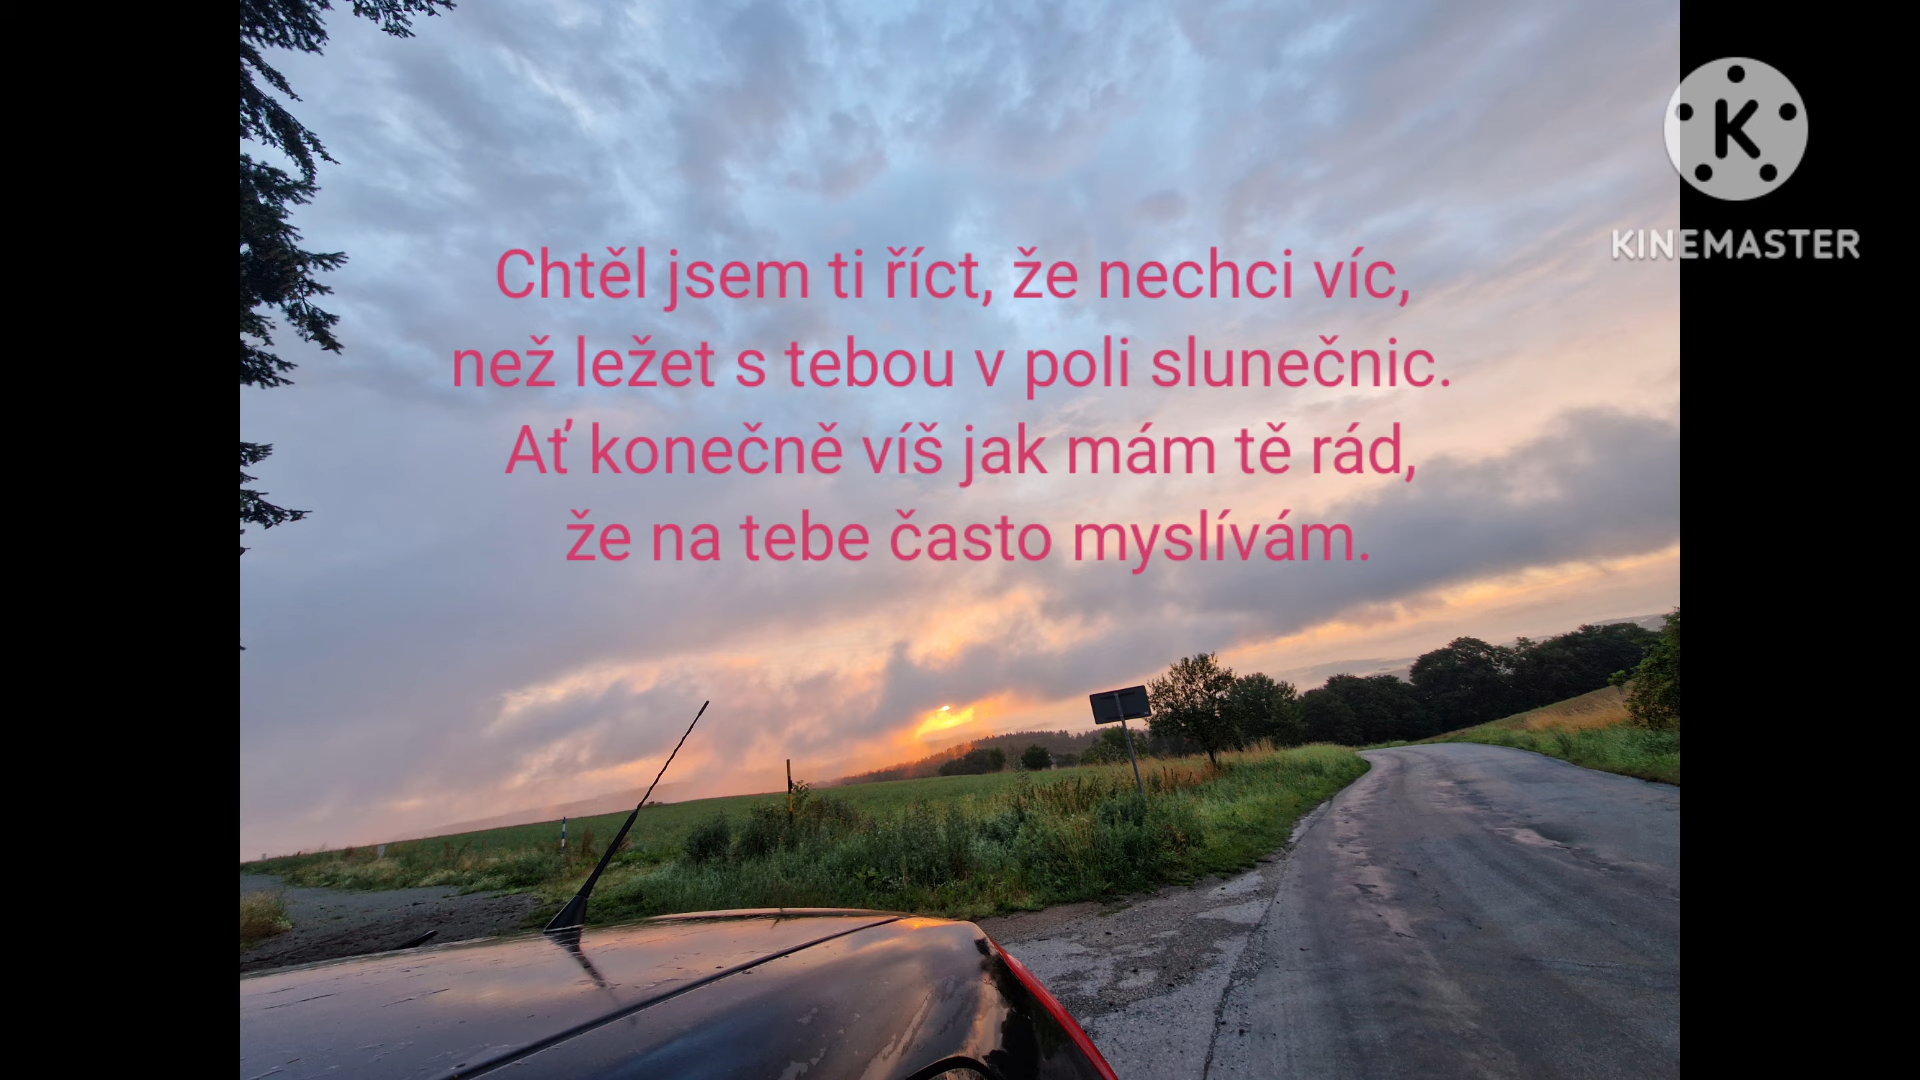 Chtěl jsem ti říct, že nechci víc,
než ležet s tebou v poli slunečnic.
Ať konečně víš jak mám tě rád,
že na tebe často myslívám.
K
KINEMASTER